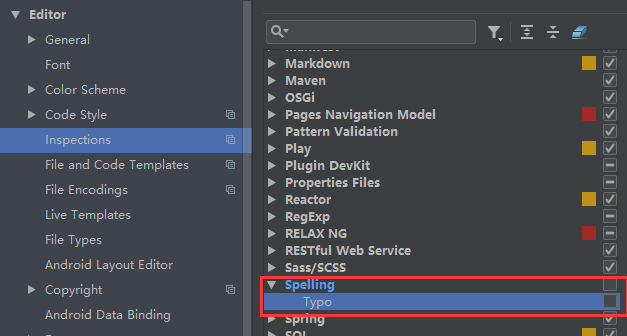 Editor
General
Font
Color Scheme
Code Style
Inspections
File and Code Templates
File Encodings
Live Templates
File Types
Android Layout Editor
Copyright
Android Data Binding
Markdown
Maven
OSGi
Pages Navigation Model
Pattern Validation
Play
Plugin DevKit
Properties Files
Reactor
RegExp
RELAX NG
RESTful Web Service
Sass/SCSS
Spelling
Typo
Spring